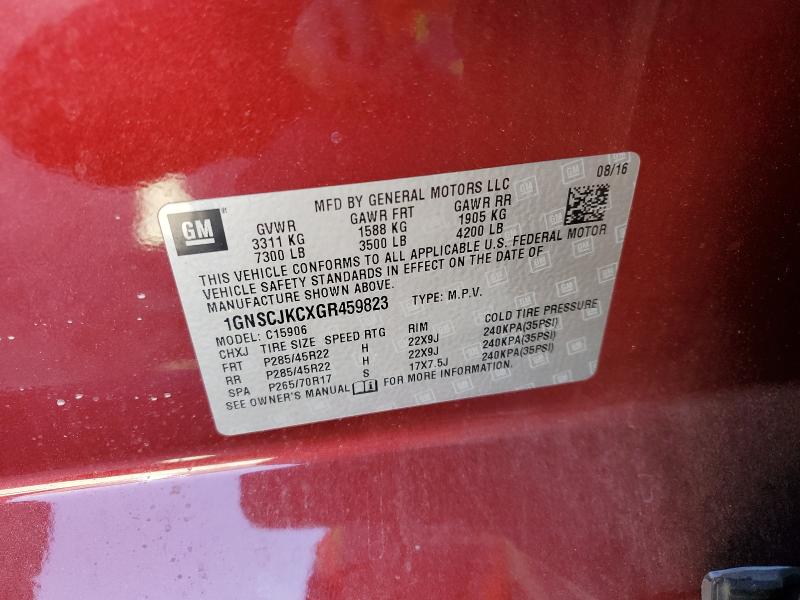 MFD BY GENERAL MOTORS LLC 08/16
GM GVWR GAWR FRT GAWR RR
3311 KG 1588 KG 1905 KG
7300 LB 3500 LB 4200 LB
THIS VEHICLE CONFORMS TO ALL APPLICABLE U.S. FEDERAL MOTOR
VEHICLE SAFETY STANDARDS IN EFFECT ON THE DATE OF
MANUFACTURE SHOWN ABOVE.
1GNSCJKCXGR459823 TYPE: M.P.V.
MODEL: C15906
CHXJ TIRE SIZE SPEED RTG RIM COLD TIRE PRESSURE
FRT P285/45R22 H 22X9J 240KPA(35PSI)
RR P285/45R22 H 22X9J 240KPA(35PSI)
SPA P265/70R17 S 17X7.5J 240KPA(35PSI)
SEE OWNER'S MANUAL FOR MORE INFORMATION.